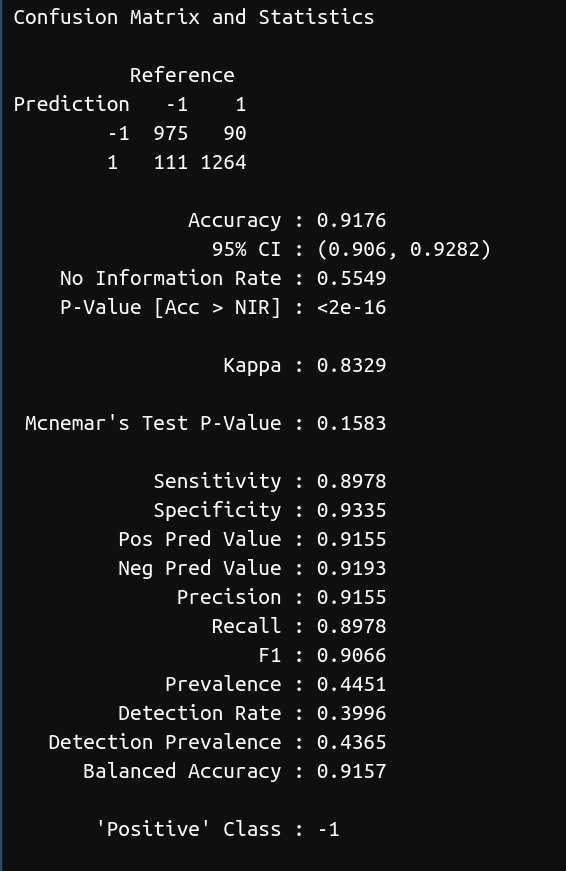 Confusion Matrix and Statistics
Reference
Prediction -1 1
-1 975 90
1 111 1264
Accuracy : 0.9176
95% CI : (0.906, 0.9282)
No Information Rate : 0.5549
P-Value [Acc > NIR] : <2e-16
Kappa : 0.8329
Mcnemar's Test P-Value : 0.1583
Sensitivity : 0.8978
Specificity : 0.9335
Pos Pred Value : 0.9155
Neg Pred Value : 0.9193
Precision : 0.9155
Recall : 0.8978
F1 : 0.9066
Prevalence : 0.4451
Detection Rate : 0.3996
Detection Prevalence : 0.4365
Balanced Accuracy : 0.9157
'Positive' Class : -1